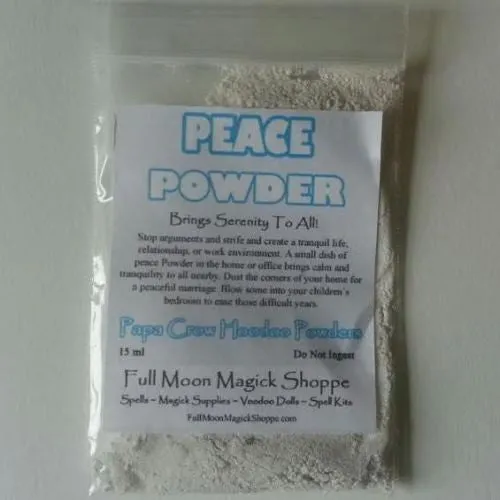 PEACE
POWDER
Brings Serenity To All!
Stop arguments and strife and create a tranquil life,
relationship, or work environment. A small dish of
peace Powder in the home or office brings calm and
tranquility to all nearby. Dust the corners of your home for
a peaceful marriage. Blow some into your children's
bedroom to ease those difficult years.
Papa Crow Hoodoo Powders
15 ml Do Not Ingest
Full Moon Magick Shoppe
Spells ~ Magick Supplies ~ Voodoo Dolls ~ Spell Kits
FullMoonMagickShoppe.com